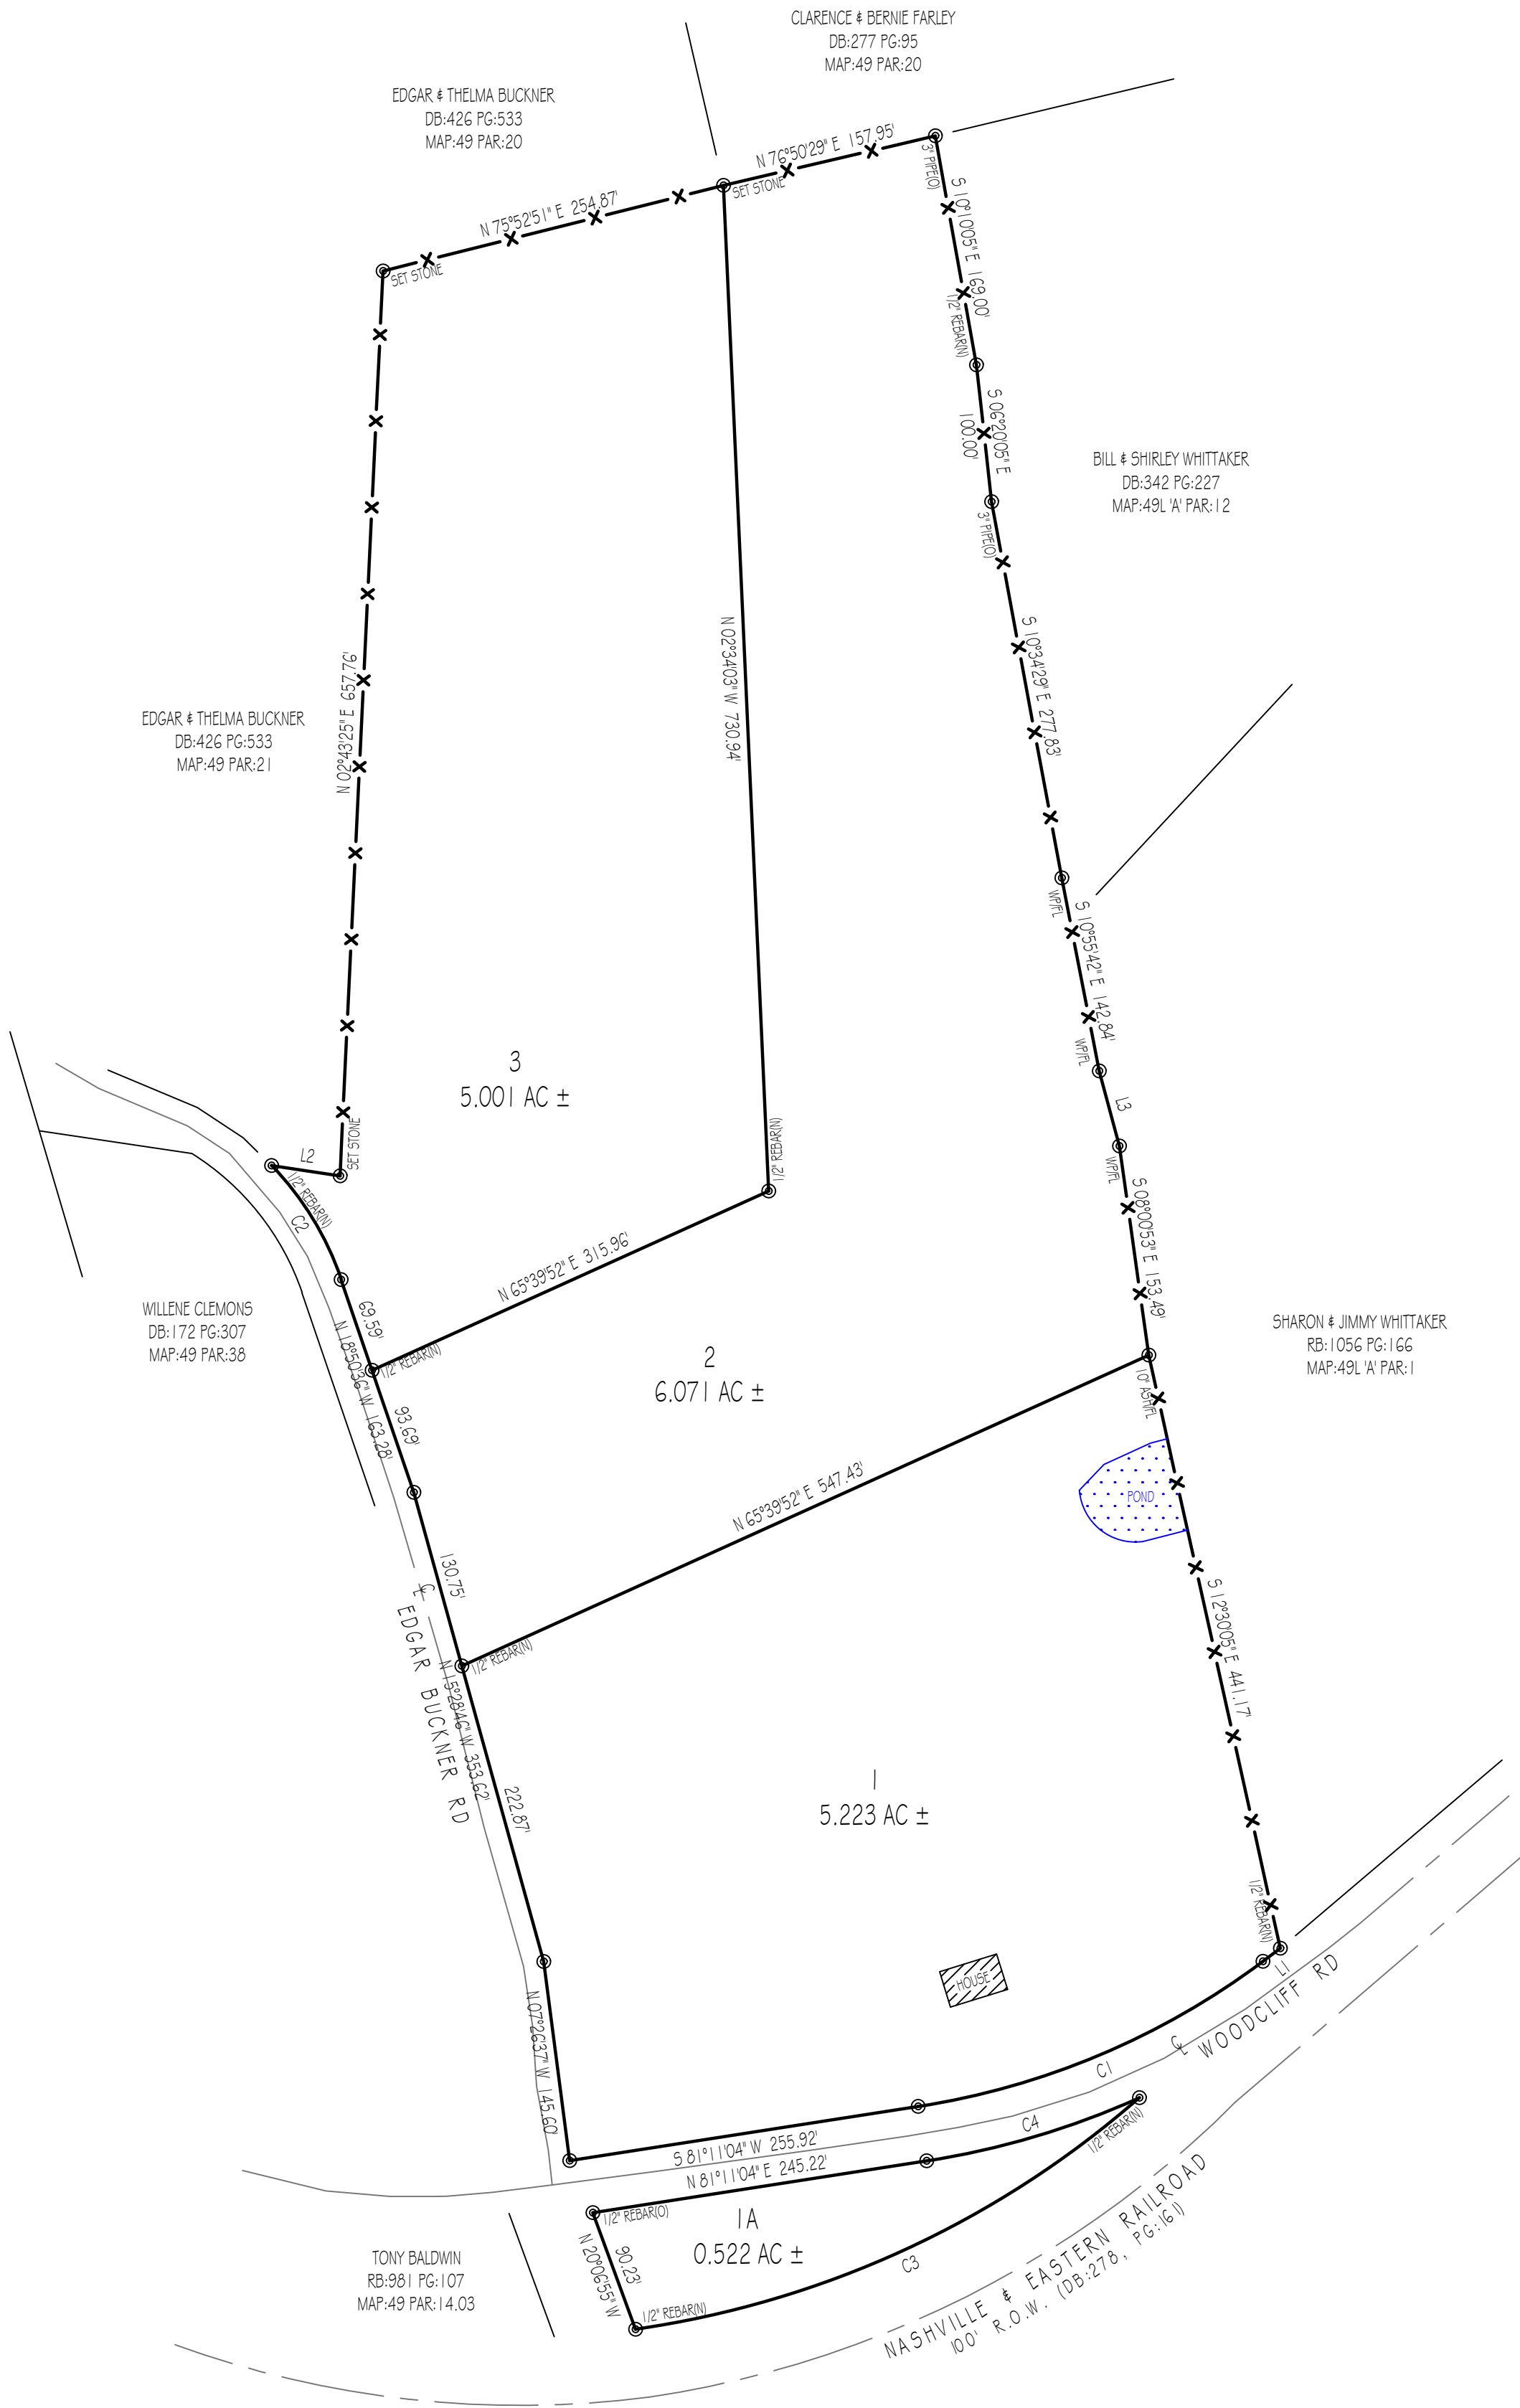 CLARENCE & BERNIE FARLEY
DB:277 PG:95
MAP:49 PAR:20
EDGAR & THELMA BUCKNER
DB:426 PG:533
MAP:49 PAR:20
N 76°50'29" E 157.95'
3" PIPE(O)
SET STONE
N 75°52'51" E 254.87'
SET STONE
S 10°10'05" E 169.00'
1/2" REBAR(N)
S 06°20'05" E
100.00'
3" PIPE(O)
BILL & SHIRLEY WHITTAKER
DB:342 PG:227
MAP:49L 'A' PAR:12
N 02°43'25" E 657.76'
N 02°34'03" W 730.94'
S 10°34'29" E 277.83'
EDGAR & THELMA BUCKNER
DB:426 PG:533
MAP:49 PAR:21
WP/FL
S 10°55'42" E 142.84'
WP/FL
3
5.001 AC ±
L3
WP/FL
SET STONE
L2
1/2" REBAR(N)
C2
1/2" REBAR(N)
S 08°00'53" E 153.49'
N 65°39'52" E 315.96'
69.59'
N 18°50'36" W 163.28'
1/2" REBAR(N)
93.69'
WILLENE CLEMONS
DB:172 PG:307
MAP:49 PAR:38
2
6.071 AC ±
SHARON & JIMMY WHITTAKER
RB:1056 PG:166
MAP:49L 'A' PAR:1
10" ASH/FL
POND
N 65°39'52" E 547.43'
130.75'
CL
EDGAR BUCKNER RD
1/2" REBAR(N)
N 15°28'46" W 353.62'
222.87'
S 12°30'05" E 441.17'
1
5.223 AC ±
1/2" REBAR(N)
L1
HOUSE
N 07°26'37" W 145.60'
C1
CL
WOODCLIFF RD
C4
1/2" REBAR(N)
S 81°11'04" W 255.92'
N 81°11'04" E 245.22'
1/2" REBAR(O)
1A
0.522 AC ±
N 20°06'55" W
90.23'
1/2" REBAR(N)
C3
TONY BALDWIN
RB:981 PG:107
MAP:49 PAR:14.03
NASHVILLE & EASTERN RAILROAD
100' R.O.W. (DB:278, PG:161)